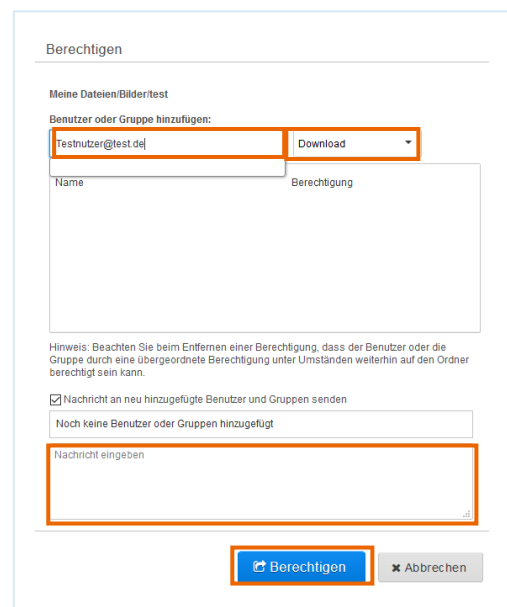 Berechtigen
Meine Dateien/Bilder/test
Benutzer oder Gruppe hinzufügen:
Testnutzer@test.de
Download
Name
Berechtigung
Hinweis: Beachten Sie beim Entfernen einer Berechtigung, dass der Benutzer oder die
Gruppe durch eine übergeordnete Berechtigung unter Umständen weiterhin auf den Ordner
berechtigt sein kann.
Nachricht an neu hinzugefügte Benutzer und Gruppen senden
Noch keine Benutzer oder Gruppen hinzugefügt
Nachricht eingeben
Berechtigen
Abbrechen